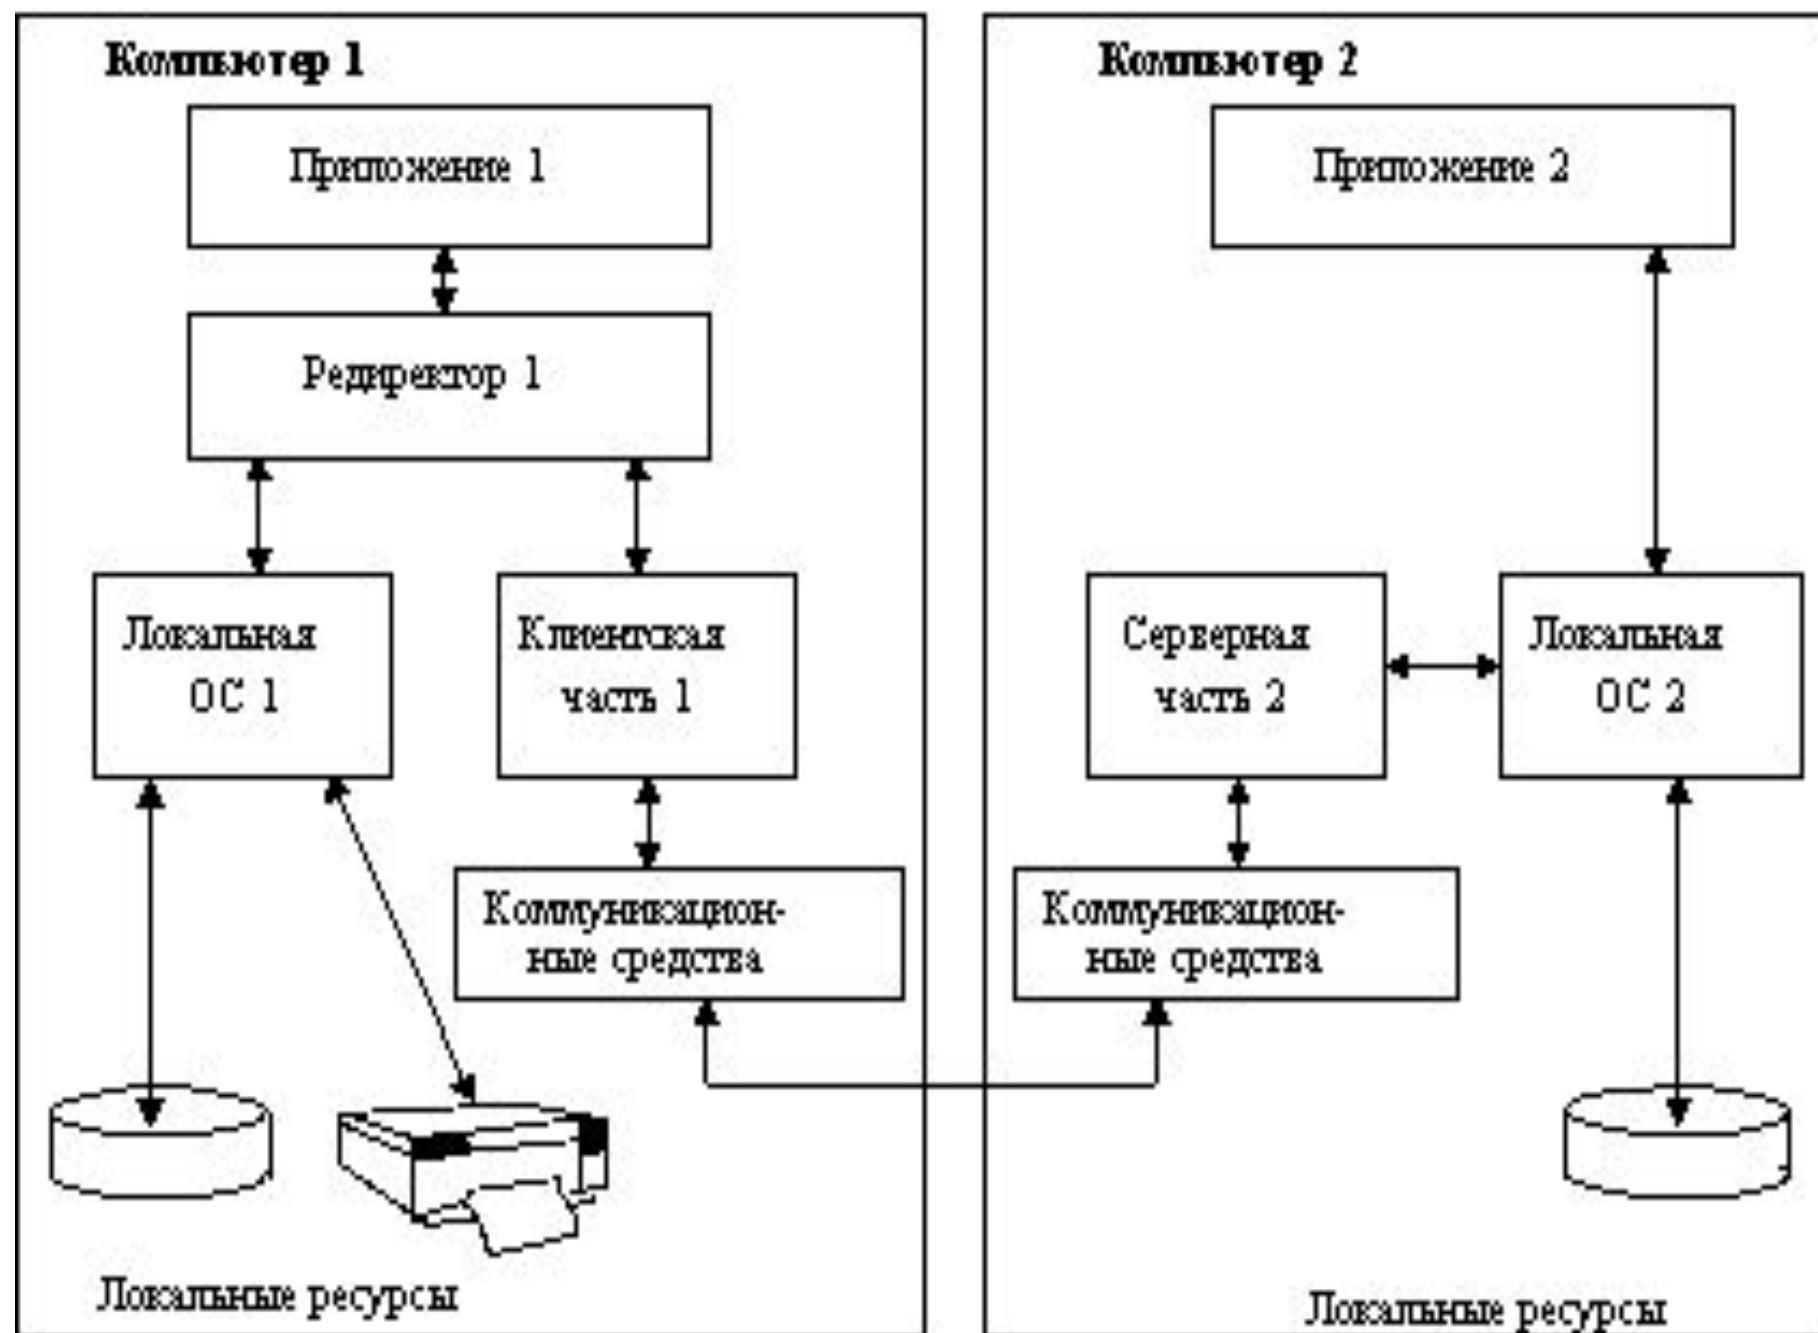 Компьютер 1
Приложение 1
Редиректор 1
Локальная
ОС 1
Клиентская
часть 1
Коммуникацион-
ные средства
Локальные ресурсы
Компьютер 2
Приложение 2
Серверная
часть 2
Локальная
ОС 2
Коммуникацион-
ные средства
Локальные ресурсы